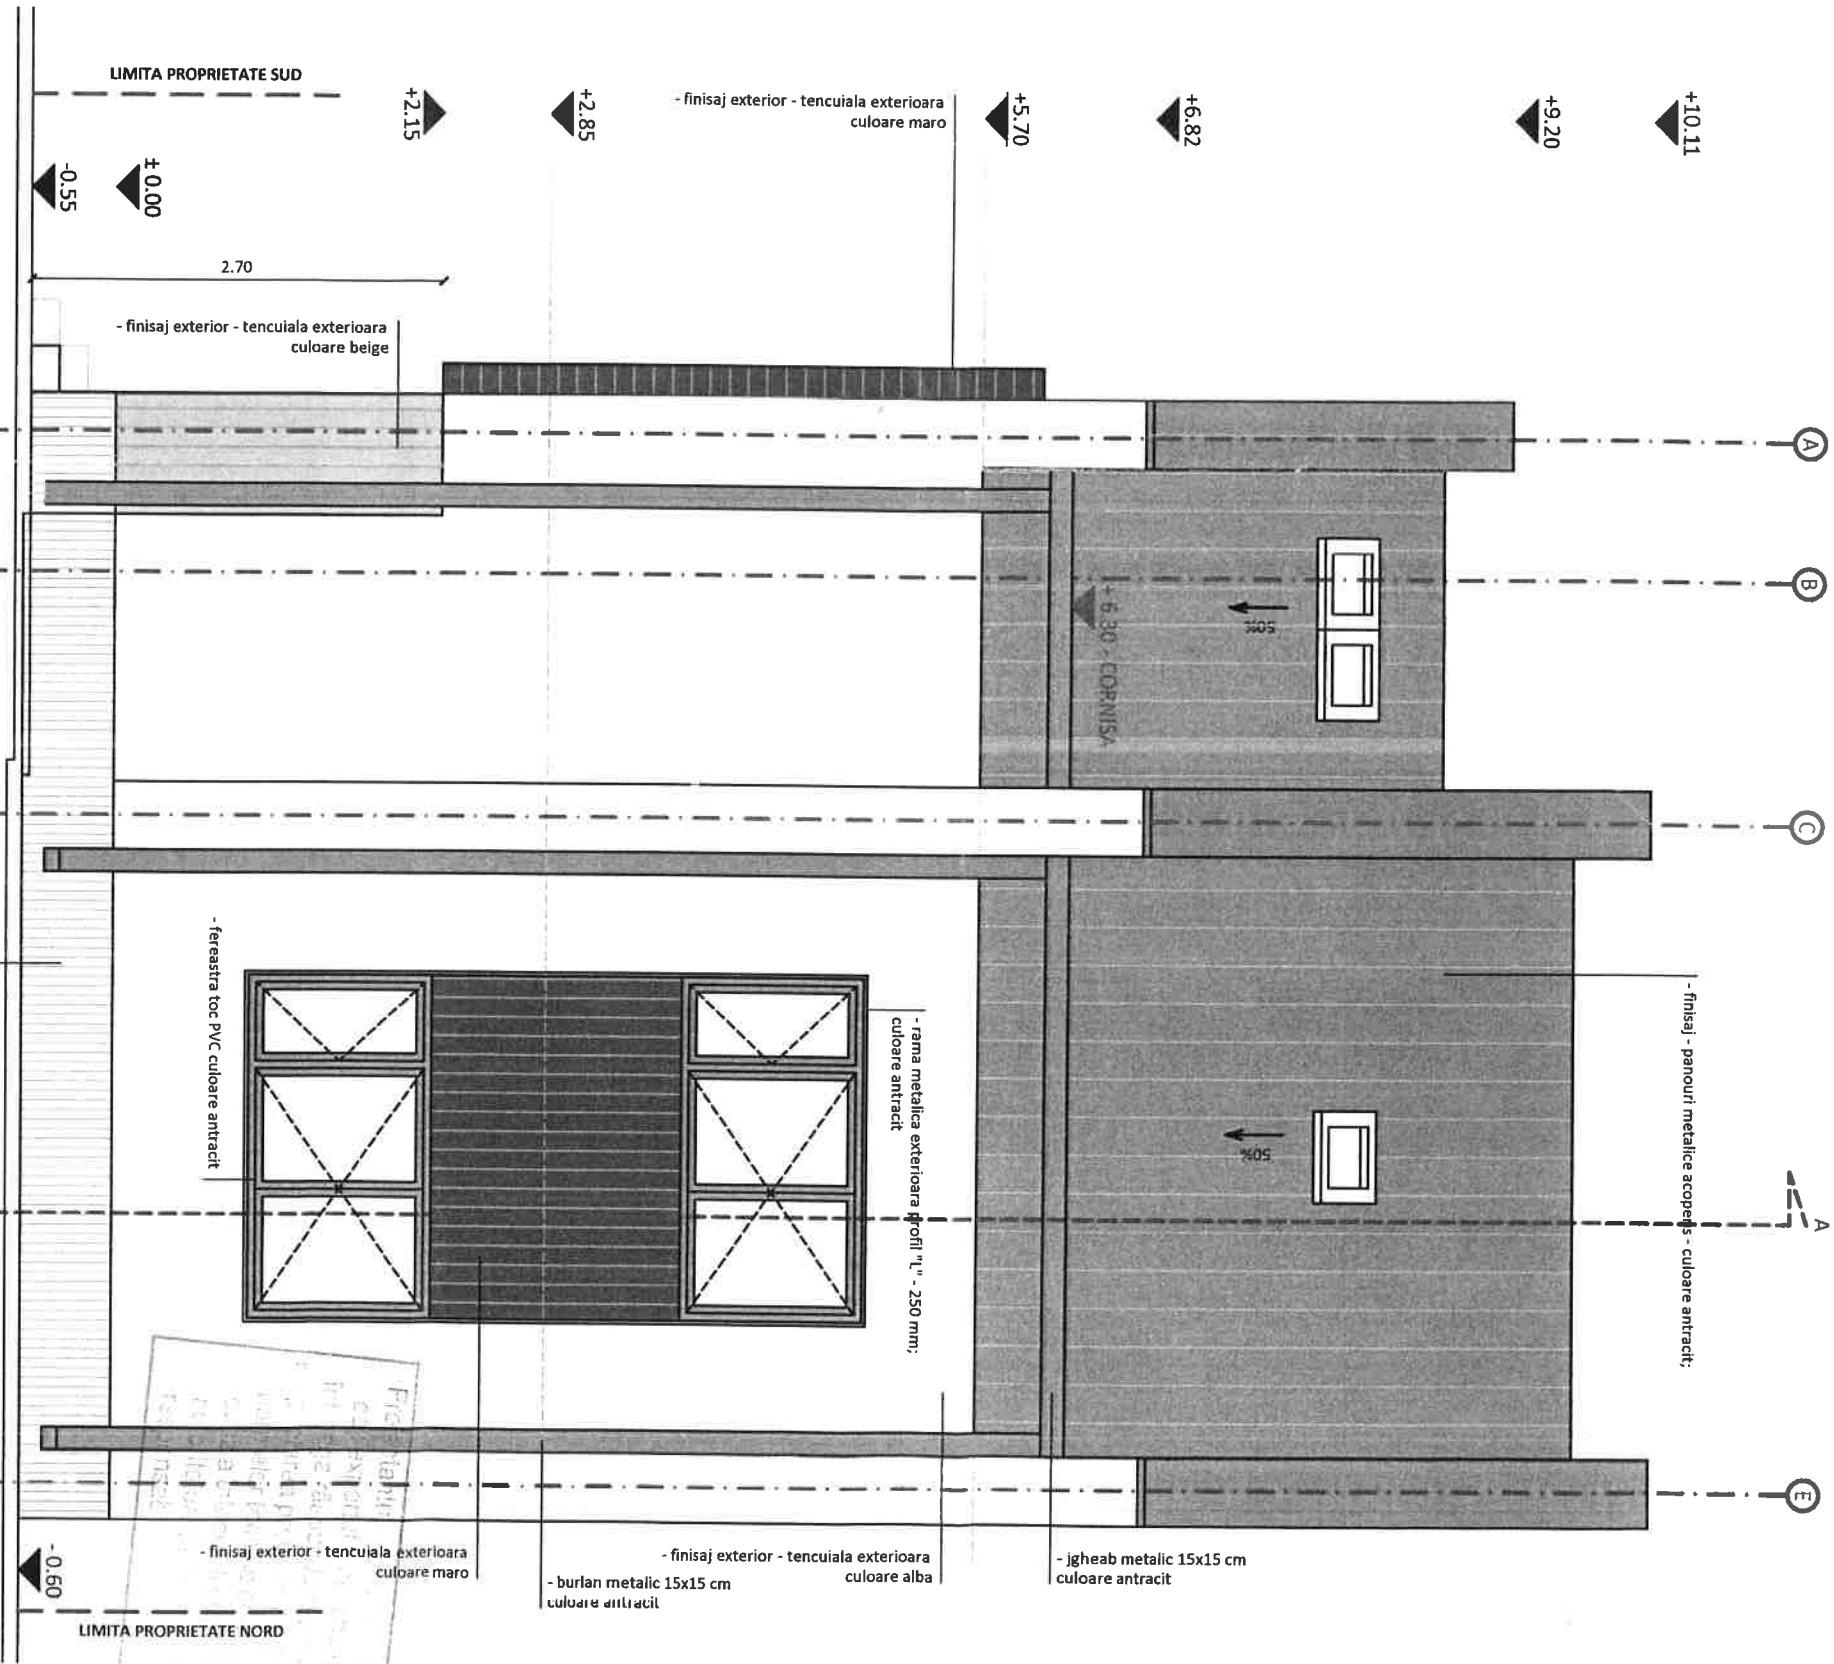 LIMITA PROPRIETATE SUD
+2.15
+2.85
- finisaj exterior - tencuiala exterioara
culoare maro
+5.70
+6.82
+9.20
+10.11
-0.55
± 0.00
2.70
- finisaj exterior - tencuiala exterioara
culoare beige
A
B
50%
+ 6.30 - CORNISA
C
- fereastra toc PVC culoare antracit
- rama metalica exterioara profil "L" - 250 mm;
culoare antracit
50%
- finisaj - panouri metalice acoperis - culoare antracit;
A
E
- finisaj exterior - tencuiala exterioara
culoare maro
- burlan metalic 15x15 cm
culoare antracit
- finisaj exterior - tencuiala exterioara
culoare alba
- jgheab metalic 15x15 cm
culoare antracit
-0.60
LIMITA PROPRIETATE NORD